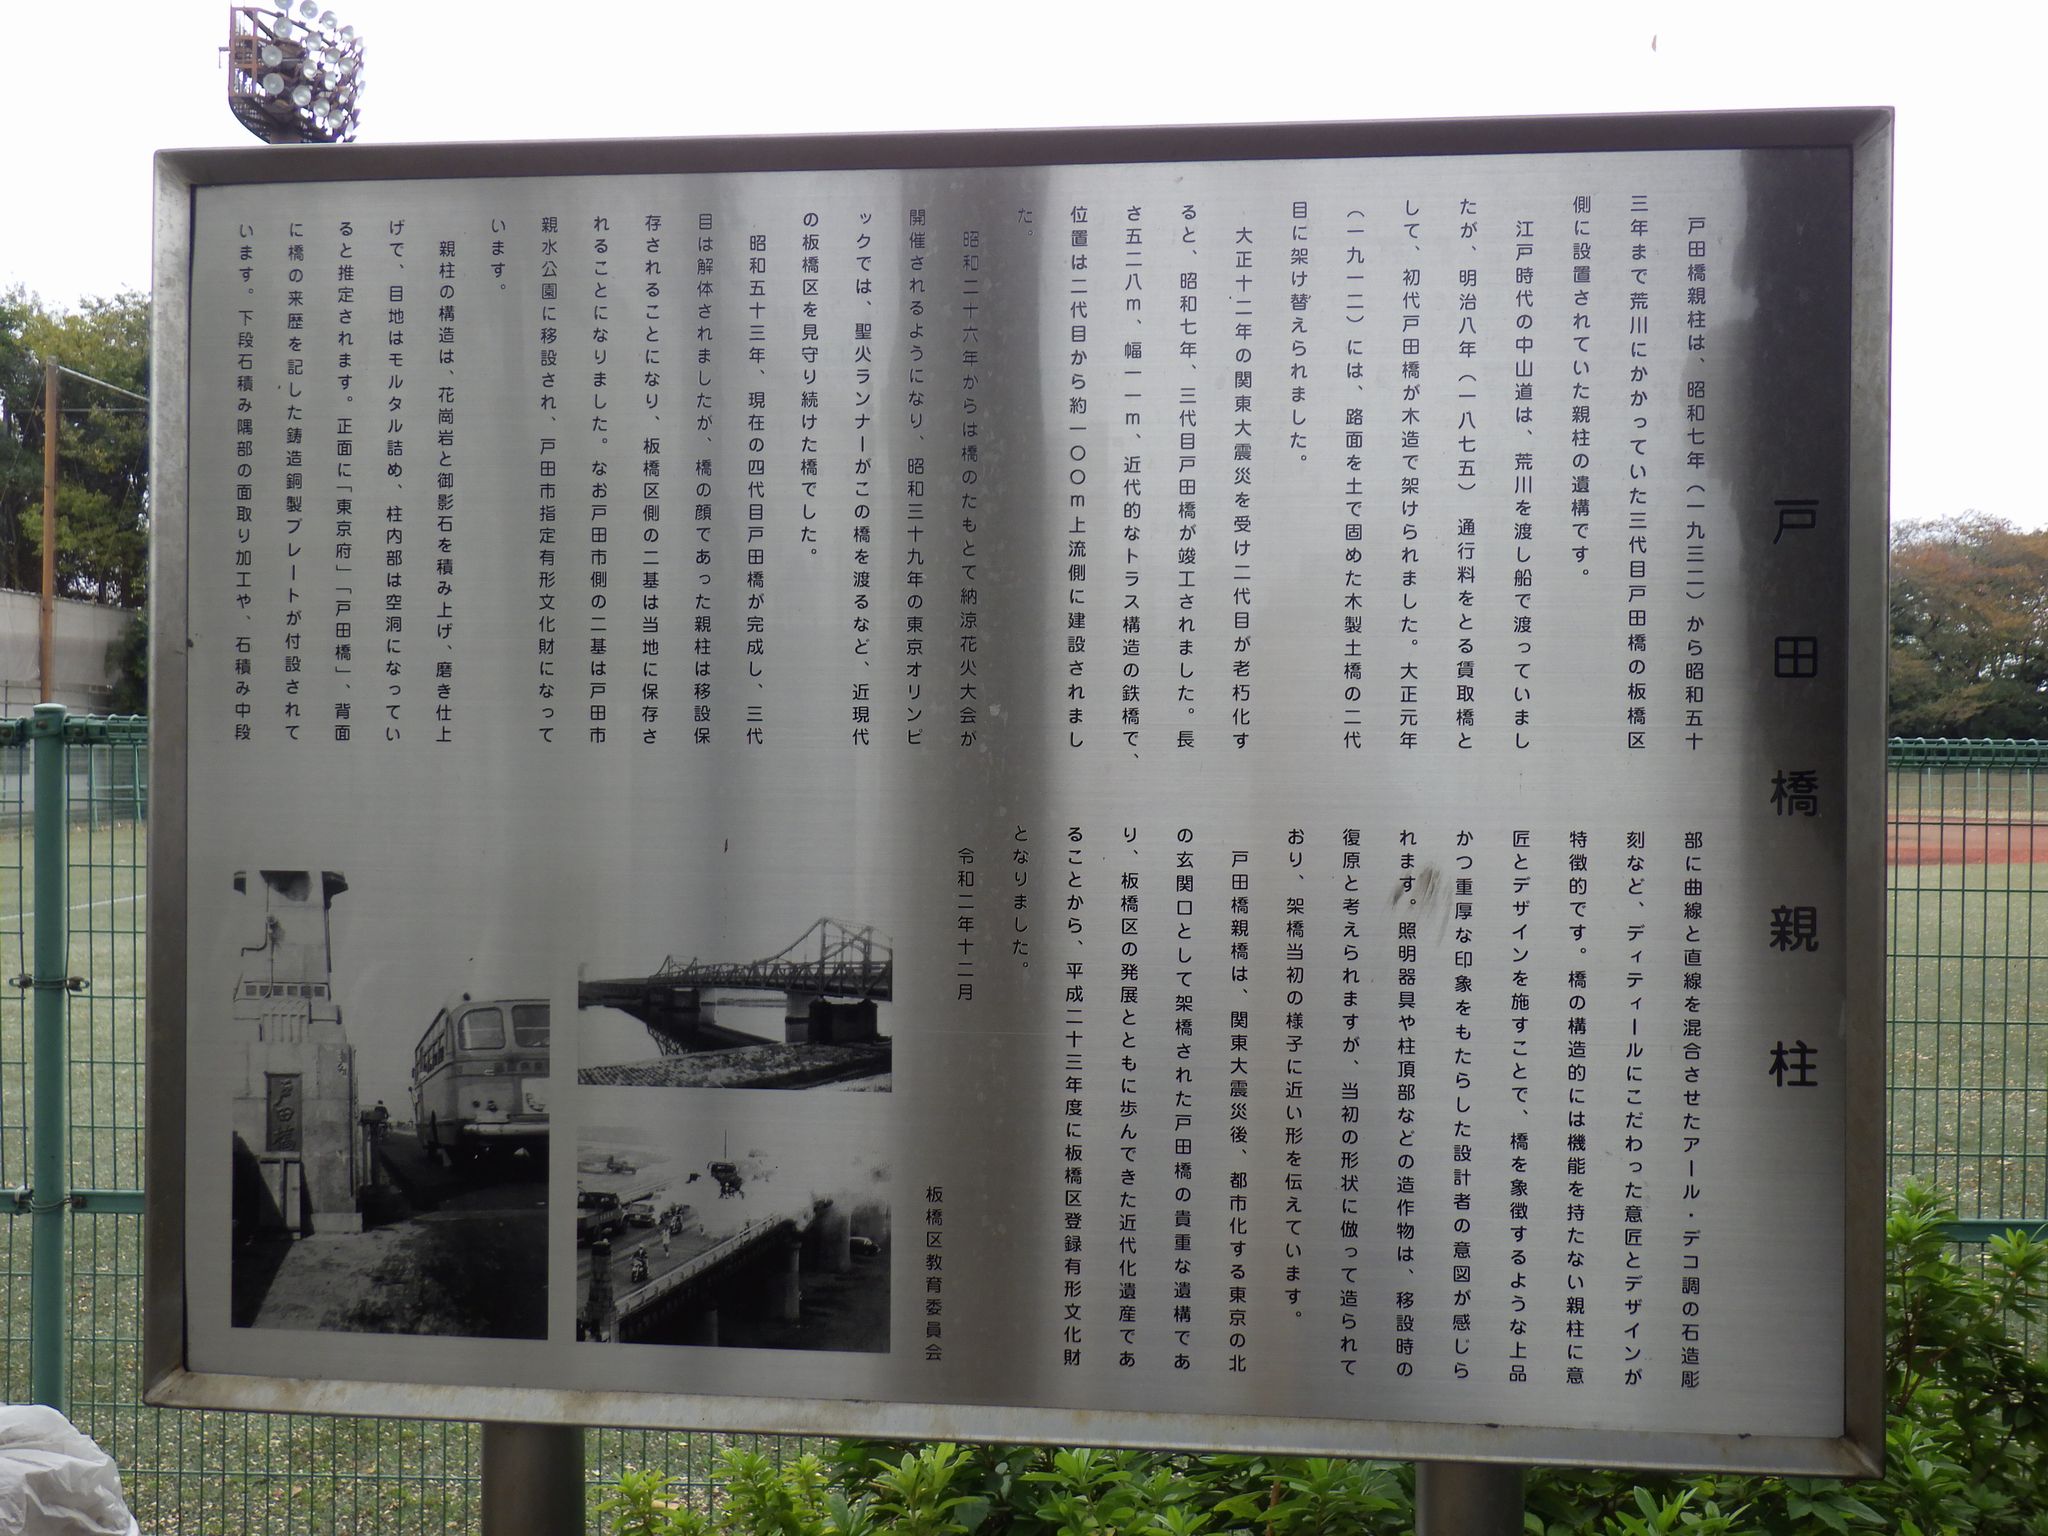 戸田橋親柱
戸田橋親柱は、昭和七年（一九三二）から昭和五十
三年まで荒川にかかっていた三代目戸田橋の板橋区
側に設置されていた親柱の遺構です。
江戸時代の中山道は、荒川を渡し船で渡っていまし
たが、明治八年（一八七五）通行料をとる賃取橋と
して、初代戸田橋が木造で架けられました。大正元年
（一九一二）には、路面を土で固めた木製土橋の二代
目に架け替えられました。
大正十二年の関東大震災を受け二代目が老朽化す
ると、昭和七年、三代目戸田橋が竣工されました。長
さ五二八ｍ、幅一一ｍ、近代的なトラス構造の鉄橋で、
位置は二代目から約一〇〇ｍ上流側に建設されまし
た。
昭和二十六年からは橋のたもとで納涼花火大会が
開催されるようになり、昭和三十九年の東京オリンピ
ックでは、聖火ランナーがこの橋を渡るなど、近現代
の板橋区を見守り続けた橋でした。
昭和五十三年、現在の四代目戸田橋が完成し、三代
目は解体されましたが、橋の顔であった親柱は移設保
存されることになり、板橋区側の二基は当地に保存さ
れることになりました。なお戸田市側の二基は戸田市
親水公園に移設され、戸田市指定有形文化財になって
います。
親柱の構造は、花崗岩と御影石を積み上げ、磨き仕上
げで、目地はモルタル詰め、柱内部は空洞になってい
ると推定されます。正面に「東京府」「戸田橋」、背面
に橋の来歴を記した鋳造銅製プレートが付設されて
います。下段石積み隅部の面取り加工や、石積み中段
部に曲線と直線を混合させたアール・デコ調の石造彫
刻など、ディティールにこだわった意匠とデザインが
特徴的です。橋の構造的には機能を持たない親柱に意
匠とデザインを施すことで、橋を象徴するような上品
かつ重厚な印象をもたらした設計者の意図が感じら
れます。照明器具や柱頂部などの造作物は、移設時の
復原と考えられますが、当初の形状に倣って造られて
おり、架橋当初の様子に近い形を伝えています。
戸田橋親橋は、関東大震災後、都市化する東京の北
の玄関口として架橋された戸田橋の貴重な遺構であ
り、板橋区の発展とともに歩んできた近代化遺産であ
ることから、平成二十三年度に板橋区登録有形文化財
となりました。
令和二年十二月
板橋区教育委員会
戸田橋